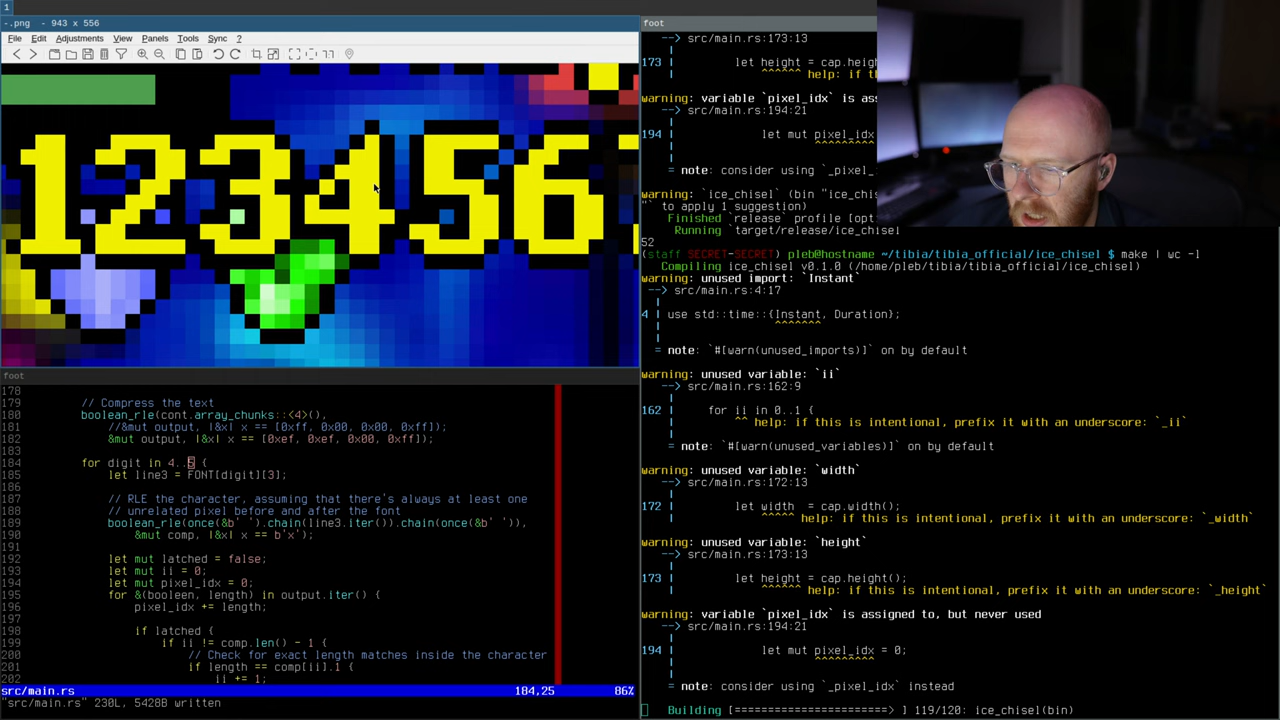 1
-.png - 943 x 556
File Edit Adjustments View Panels Tools Sync ?
123456
foot
178
179 // Compress the text
180 boolean_rle(cont.array_chunks::<4>(),
181 //&mut output, |&x| x == [0xff, 0x00, 0x00, 0xff]);
182 &mut output, |&x| x == [0xef, 0xef, 0x00, 0xff]);
183
184 for digit in 4..5 {
185 let line3 = FONT[digit][3];
186
187 // RLE the character, assuming that there's always at least one
188 // unrelated pixel before and after the font
189 boolean_rle(once(&b' ').chain(line3.iter()).chain(once(&b' ')),
190 &mut comp, |&x| x == b'x');
191
192 let mut latched = false;
193 let mut ii = 0;
194 let mut pixel_idx = 0;
195 for &(boolen, length) in output.iter() {
196 pixel_idx += length;
197
198 if latched {
199 if ii != comp.len() - 1 {
200 // Check for exact length matches inside the character
201 if length == comp[ii].1 {
202 ii += 1;
src/main.rs 184,25 86%
"src/main.rs" 230L, 5428B written
foot
--> src/main.rs:173:13
|
173 | let height = cap.heigh
| ^^^^^^ help: if th
warning: variable `pixel_idx` is as
--> src/main.rs:194:21
|
194 | let mut pixel_idx
| ^^^^^^^^^
|
= note: consider using `_pixel_id
warning: `ice_chisel` (bin "ice_chis
"` to apply 1 suggestion)
Finished `release` profile [opt
Running `target/release/ice_chisel
52
(staff SECRET-SECRET) pleb@hostname ~/tibia/tibia_official/ice_chisel $ make | wc -l
Compiling ice_chisel v0.1.0 (/home/pleb/tibia/tibia_official/ice_chisel)
warning: unused import: `Instant`
--> src/main.rs:4:17
|
4 | use std::time::{Instant, Duration};
| ^^^^^^^
|
= note: `#[warn(unused_imports)]` on by default
warning: unused variable: `ii`
--> src/main.rs:162:9
|
162 | for ii in 0..1 {
| ^^ help: if this is intentional, prefix it with an underscore: `_ii`
|
= note: `#[warn(unused_variables)]` on by default
warning: unused variable: `width`
--> src/main.rs:172:13
|
172 | let width = cap.width();
| ^^^^^ help: if this is intentional, prefix it with an underscore: `_width`
warning: unused variable: `height`
--> src/main.rs:173:13
|
173 | let height = cap.height();
| ^^^^^^ help: if this is intentional, prefix it with an underscore: `_height`
warning: variable `pixel_idx` is assigned to, but never used
--> src/main.rs:194:21
|
194 | let mut pixel_idx = 0;
| ^^^^^^^^^
|
= note: consider using `_pixel_idx` instead
Building [=======================> ] 119/120: ice_chisel(bin)